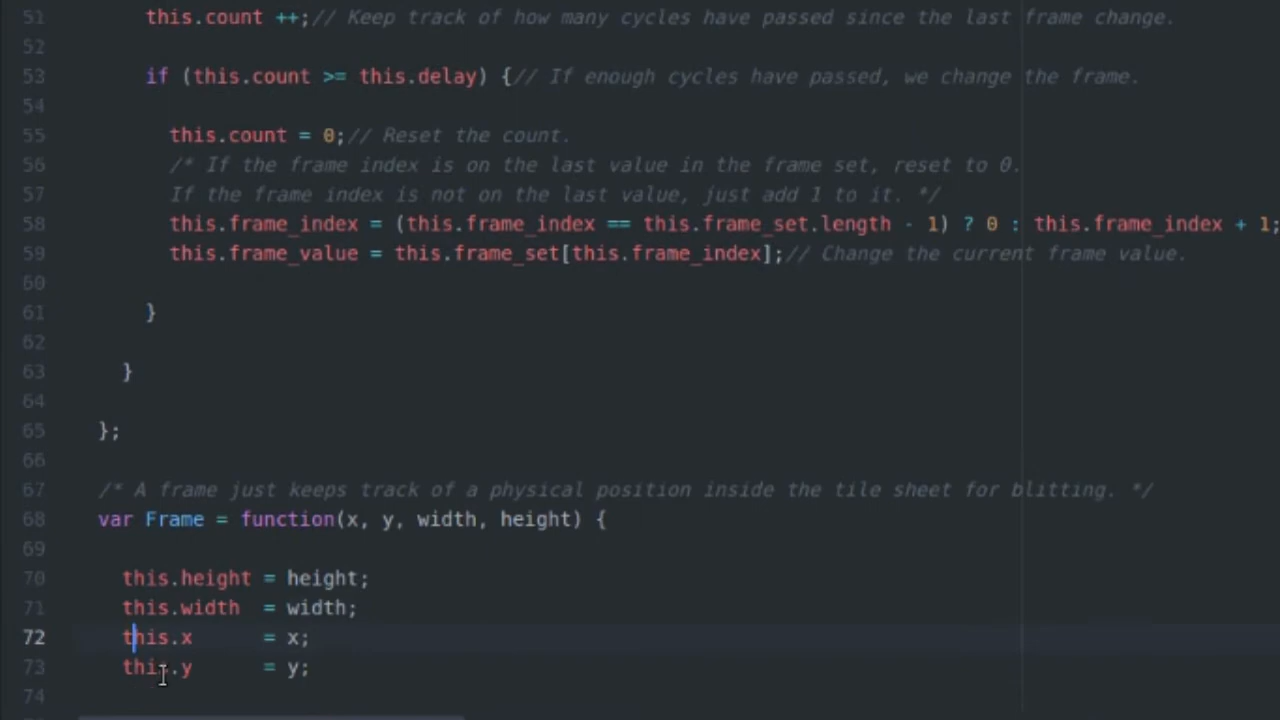 51 this.count ++;// Keep track of how many cycles have passed since the last frame change.
52
53 if (this.count >= this.delay) {// If enough cycles have passed, we change the frame.
54
55 this.count = 0;// Reset the count.
56 /* If the frame index is on the last value in the frame set, reset to 0.
57 If the frame index is not on the last value, just add 1 to it. */
58 this.frame_index = (this.frame_index == this.frame_set.length - 1) ? 0 : this.frame_index + 1;
59 this.frame_value = this.frame_set[this.frame_index];// Change the current frame value.
60
61 }
62
63 }
64
65 };
66
67 /* A frame just keeps track of a physical position inside the tile sheet for blitting. */
68 var Frame = function(x, y, width, height) {
69
70 this.height = height;
71 this.width  = width;
72 this.x      = x;
73 this.y      = y;
74